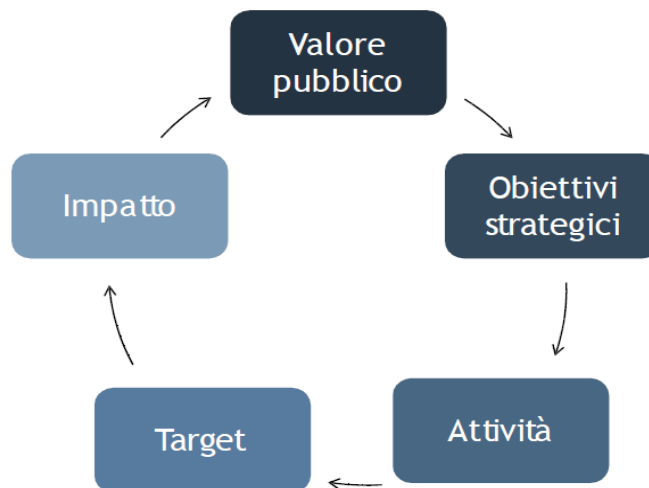 Valore
pubblico
Obiettivi
strategici
Attività
Target
Impatto